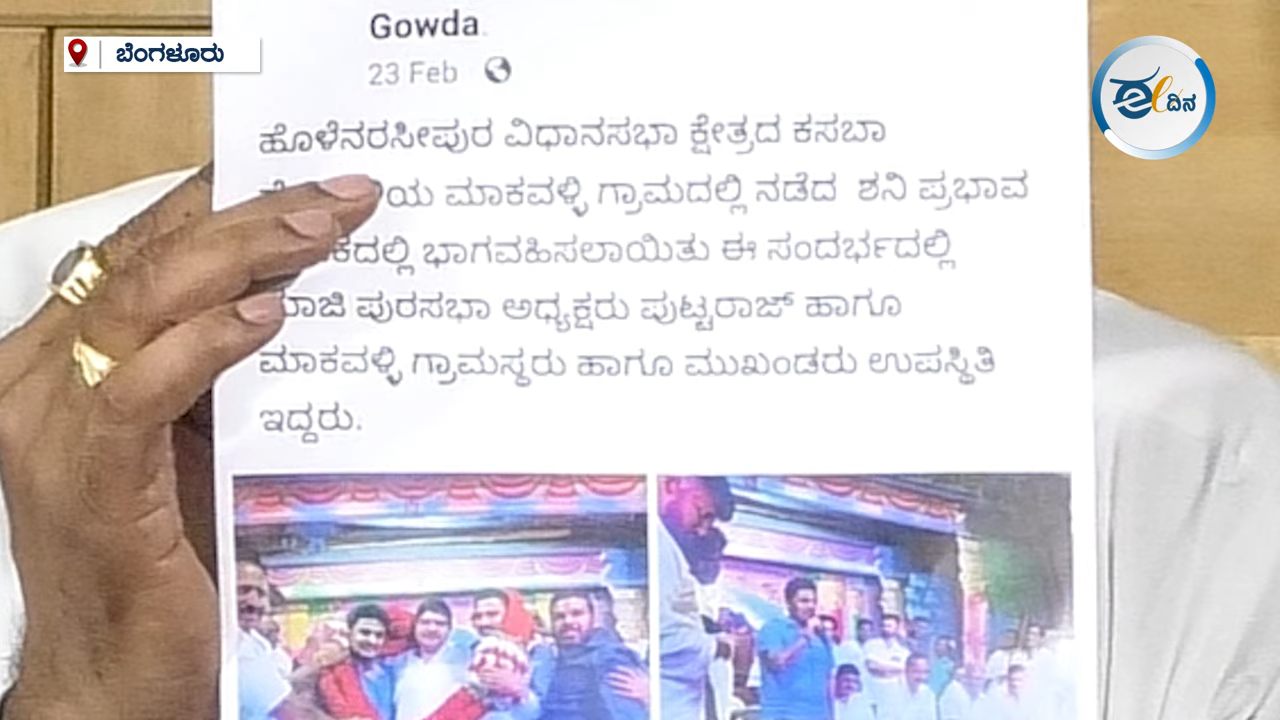 ಬೆಂಗಳೂರು
ಈ ದಿನ
Gowda
23 Feb
ಹೊಳೆನರಸೀಪುರ ವಿಧಾನಸಭಾ ಕ್ಷೇತ್ರದ ಕಸಬಾ
ಮಾಕವಳ್ಳಿ ಗ್ರಾಮದಲ್ಲಿ ನಡೆದ ಶನಿ ಪ್ರಭಾವ
ಭಾಗವಹಿಸಲಾಯಿತು ಈ ಸಂದರ್ಭದಲ್ಲಿ
ಪುರಸಭಾ ಅಧ್ಯಕ್ಷರು ಪುಟ್ಟರಾಜ್ ಹಾಗೂ
ಮಾಕವಳ್ಳಿ ಗ್ರಾಮಸ್ಥರು ಹಾಗೂ ಮುಖಂಡರು ಉಪಸ್ಥಿತಿ
ಇದ್ದರು.